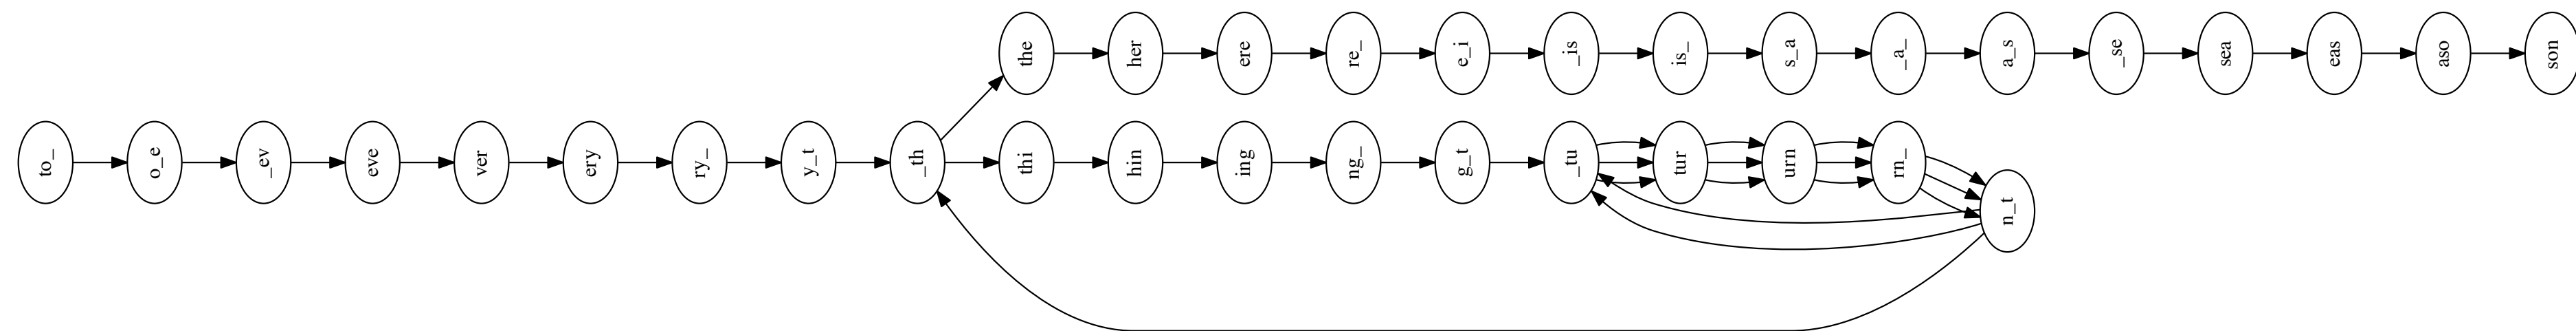 the her ere re_ e_i _is is_ s_a _a_ a_s _se sea eas aso son
to_ o_e _ev eve ver ery ry_ y_t _th thi hin ing ng_ g_t _tu tur urn rn_
n_t